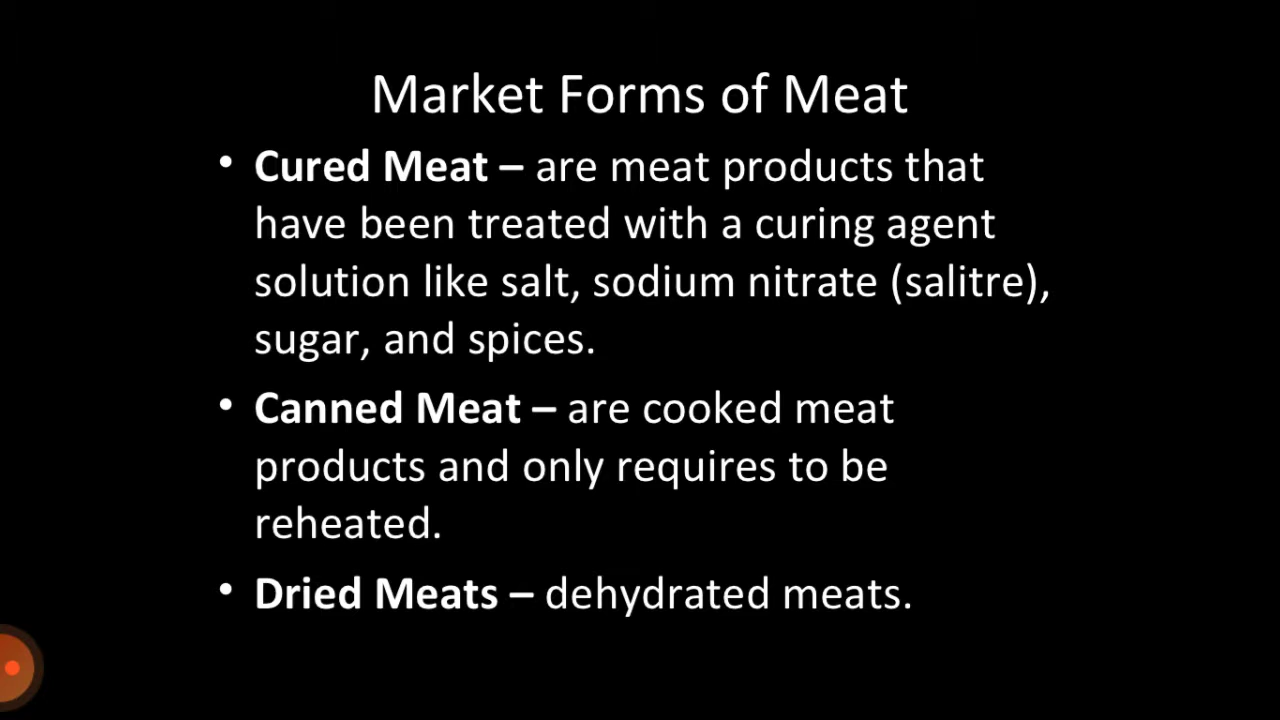 Market Forms of Meat
• Cured Meat – are meat products that
have been treated with a curing agent
solution like salt, sodium nitrate (salitre),
sugar, and spices.
• Canned Meat – are cooked meat
products and only requires to be
reheated.
• Dried Meats – dehydrated meats.